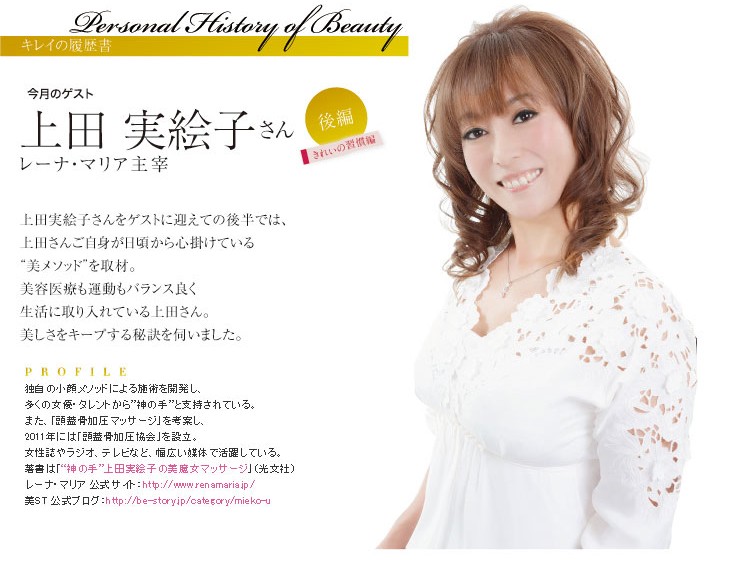 Personal History of Beauty
キレイの履歴書
今月のゲスト
上田 実絵子さん
レーナ・マリア主宰
後編
きれいの習慣編
上田実絵子さんをゲストに迎えての後半では、
上田さんご自身が日頃から心掛けている
“美メソッド”を取材。
美容医療も運動もバランス良く
生活に取り入れている上田さん。
美しさをキープする秘訣を伺いました。
PROFILE
独自の小顔メソッドによる施術を開発し、
多くの女優・タレントから”神の手”と支持されている。
また、「頭蓋骨加圧マッサージ」を考案し、
2011年には「頭蓋骨加圧協会」を設立。
女性誌やラジオ、テレビなど、幅広い媒体で活躍している。
著書は「“神の手”上田実絵子の美魔女マッサージ」（光文社）
レーナ・マリア 公式サイト：http://www.renamaria.jp/
美ST 公式ブログ：http://be-story.jp/category/mieko-u